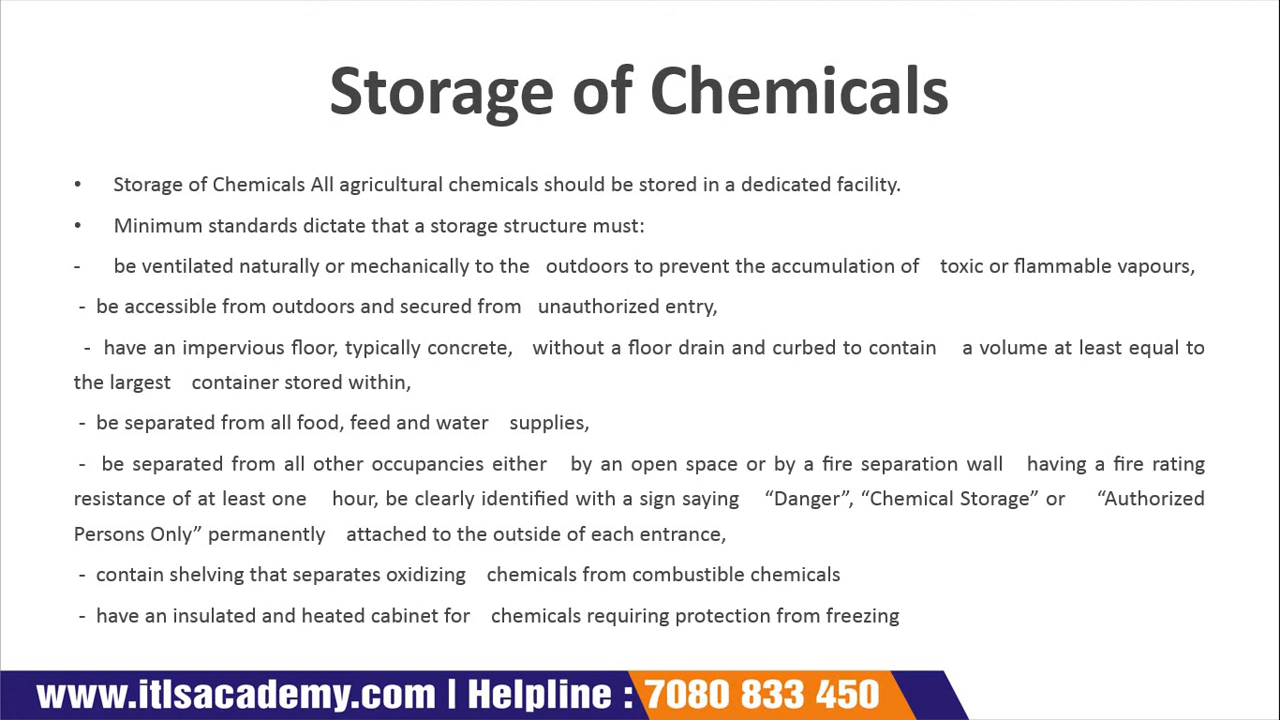 Storage of Chemicals
• Storage of Chemicals All agricultural chemicals should be stored in a dedicated facility.
• Minimum standards dictate that a storage structure must:
- be ventilated naturally or mechanically to the outdoors to prevent the accumulation of toxic or flammable vapours,
- be accessible from outdoors and secured from unauthorized entry,
- have an impervious floor, typically concrete, without a floor drain and curbed to contain a volume at least equal to
the largest container stored within,
- be separated from all food, feed and water supplies,
- be separated from all other occupancies either by an open space or by a fire separation wall having a fire rating
resistance of at least one hour, be clearly identified with a sign saying “Danger”, “Chemical Storage” or “Authorized
Persons Only” permanently attached to the outside of each entrance,
- contain shelving that separates oxidizing chemicals from combustible chemicals
- have an insulated and heated cabinet for chemicals requiring protection from freezing
www.itlsacademy.com | Helpline : 7080 833 450